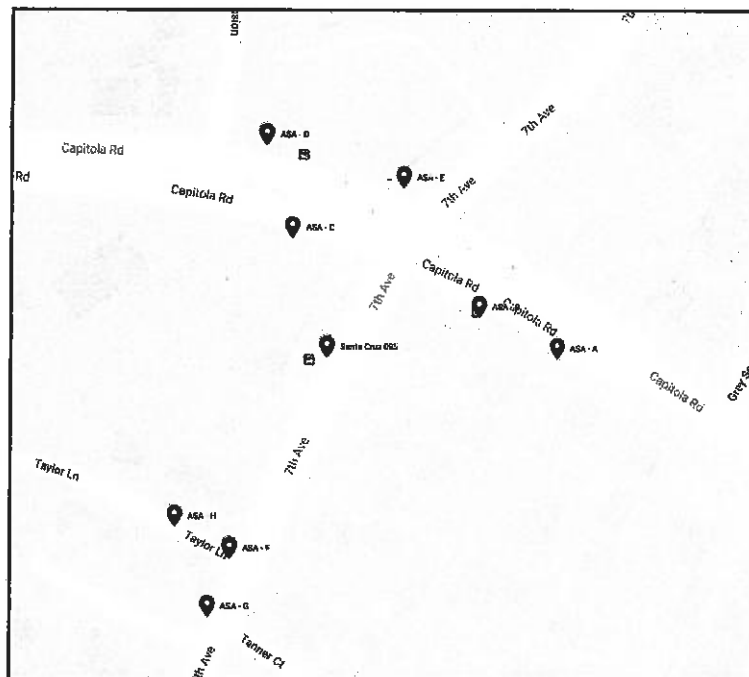 ASA - D
7th Ave
Capitola Rd
Rd
ASA - E
7th Ave
Capitola Rd
ASA - C
Capitola Rd
7th Ave
Capitola Rd
Santa Cruz 095
ASA - A
Capitola Rd
7th Ave
Taylor Ln
ASA - H
Taylor Ln
ASA - F
ASA - G
Tanner Ct